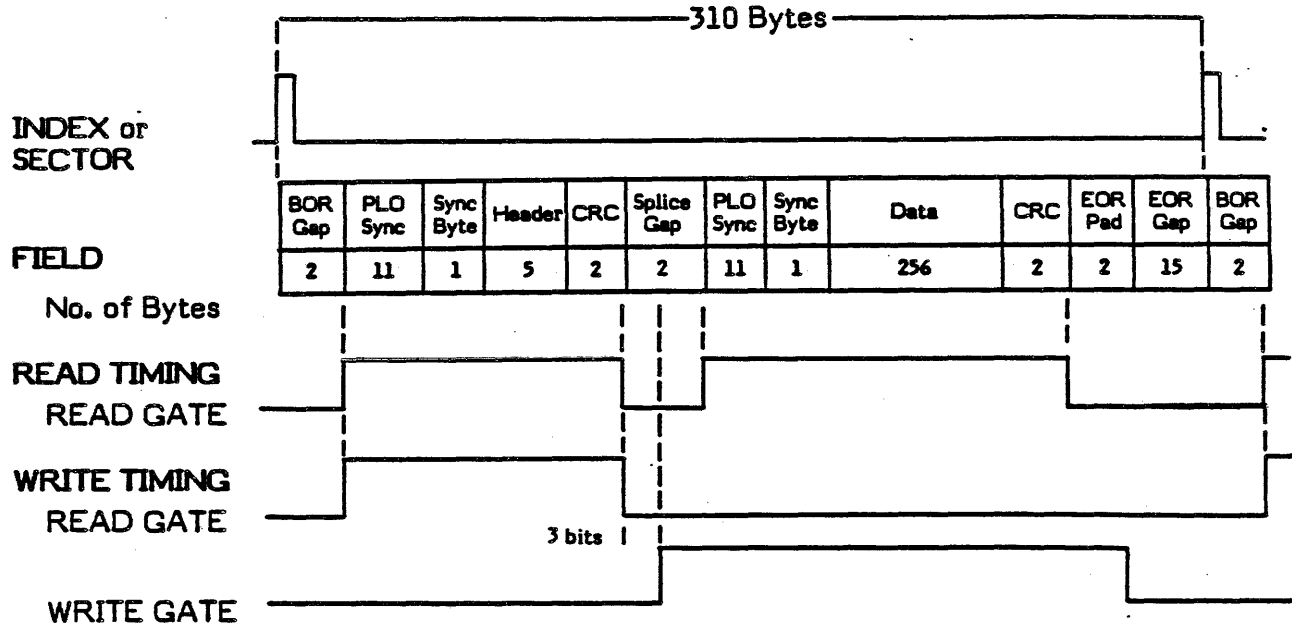 310 Bytes
INDEX or
SECTOR
BOR Gap PLO Sync Sync Byte Header CRC Splice Gap PLO Sync Sync Byte Data CRC EOR Pad EOR Gap BOR Gap
FIELD
2 11 1 5 2 2 11 1 256 2 2 15 2
No. of Bytes
READ TIMING
READ GATE
WRITE TIMING
READ GATE
3 bits
WRITE GATE